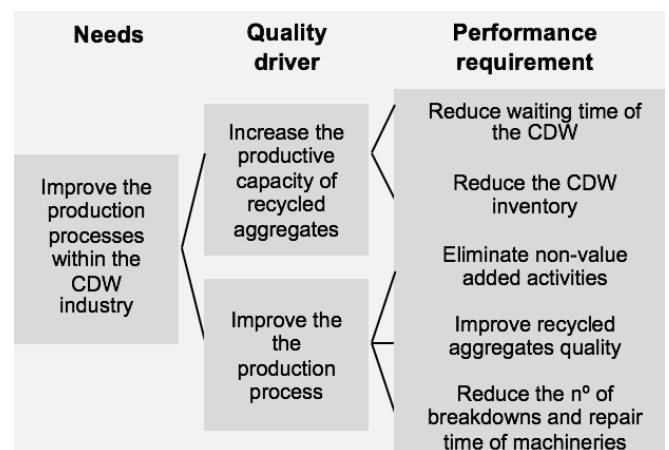 Needs
Quality
driver
Performance
requirement
Improve the
production
processes
within the
CDW
industry
Increase the
productive
capacity of
recycled
aggregates
Improve the
the
production
process
Reduce waiting time of
the CDW
Reduce the CDW
inventory
Eliminate non-value
added activities
Improve recycled
aggregates quality
Reduce the nº of
breakdowns and repair
time of machineries